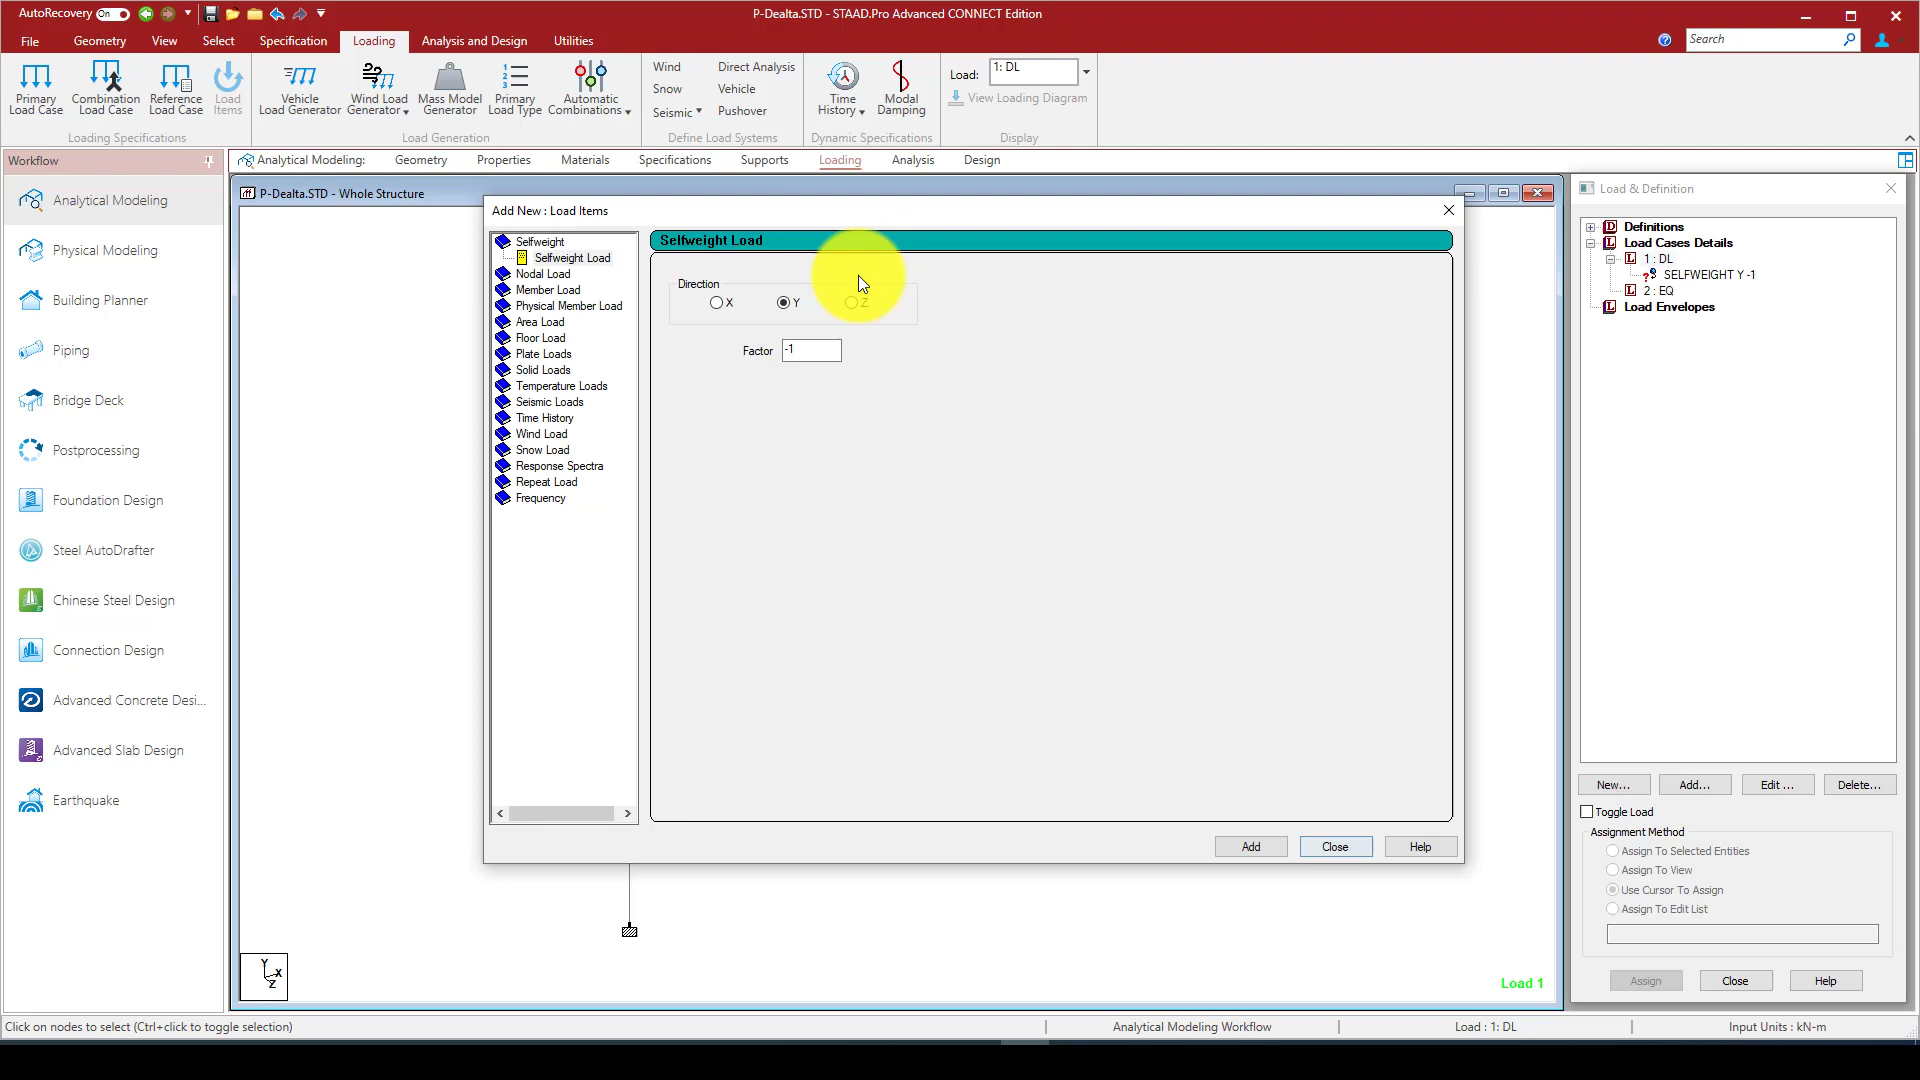 AutoRecovery On
P-Dealta.STD - STAAD.Pro Advanced CONNECT Edition
File Geometry View Select Specification Loading Analysis and Design Utilities
Search
Primary Load Case
Combination Load Case
Reference Load Case
Load Items
Loading Specifications
Vehicle Load Generator
Wind Load Generator
Mass Model Generator
Primary Load Type
Automatic Combinations
Load Generation
Wind Direct Analysis
Snow Vehicle
Seismic Pushover
Define Load Systems
Time History
Modal Damping
Dynamic Specifications
Load: 1: DL
View Loading Diagram
Display
Workflow
Analytical Modeling: Geometry Properties Materials Specifications Supports Loading Analysis Design
Analytical Modeling
Physical Modeling
Building Planner
Piping
Bridge Deck
Postprocessing
Foundation Design
Steel AutoDrafter
Chinese Steel Design
Connection Design
Advanced Concrete Desi...
Advanced Slab Design
Earthquake
P-Dealta.STD - Whole Structure
Add New : Load Items
Selfweight
Selfweight Load
Nodal Load
Member Load
Physical Member Load
Area Load
Floor Load
Plate Loads
Solid Loads
Temperature Loads
Seismic Loads
Time History
Wind Load
Snow Load
Response Spectra
Repeat Load
Frequency
Selfweight Load
Direction
X Y Z
Factor -1
Add Close Help
Y
X
Z
Load 1
Load & Definition
Definitions
Load Cases Details
1 : DL
SELFWEIGHT Y -1
2 : EQ
Load Envelopes
New... Add... Edit ... Delete...
Toggle Load
Assignment Method
Assign To Selected Entities
Assign To View
Use Cursor To Assign
Assign To Edit List
Assign Close Help
Click on nodes to select (Ctrl+click to toggle selection)
Analytical Modeling Workflow
Load : 1: DL
Input Units : kN-m